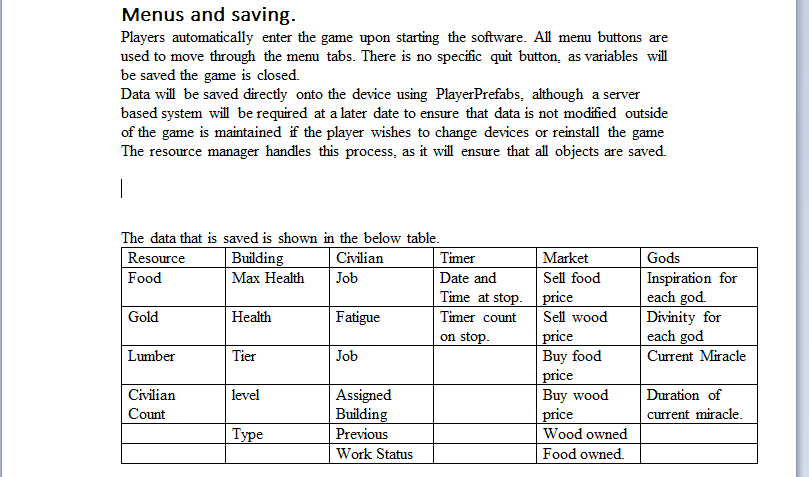 Menus and saving.
Players automatically enter the game upon starting the software. All menu buttons are
used to move through the menu tabs. There is no specific quit button, as variables will
be saved the game is closed.
Data will be saved directly onto the device using PlayerPrefabs, although a server
based system will be required at a later date to ensure that data is not modified outside
of the game is maintained if the player wishes to change devices or reinstall the game
The resource manager handles this process, as it will ensure that all objects are saved.
The data that is saved is shown in the below table.
Resource Building Civilian Timer Market Gods
Food Max Health Job Date and Sell food Inspiration for
Time at stop. price each god.
Gold Health Fatigue Timer count Sell wood Divinity for
on stop. price each god
Lumber Tier Job Buy food Current Miracle
price
Civilian level Assigned Buy wood Duration of
Count Building price current miracle.
Type Previous Wood owned
Work Status Food owned.